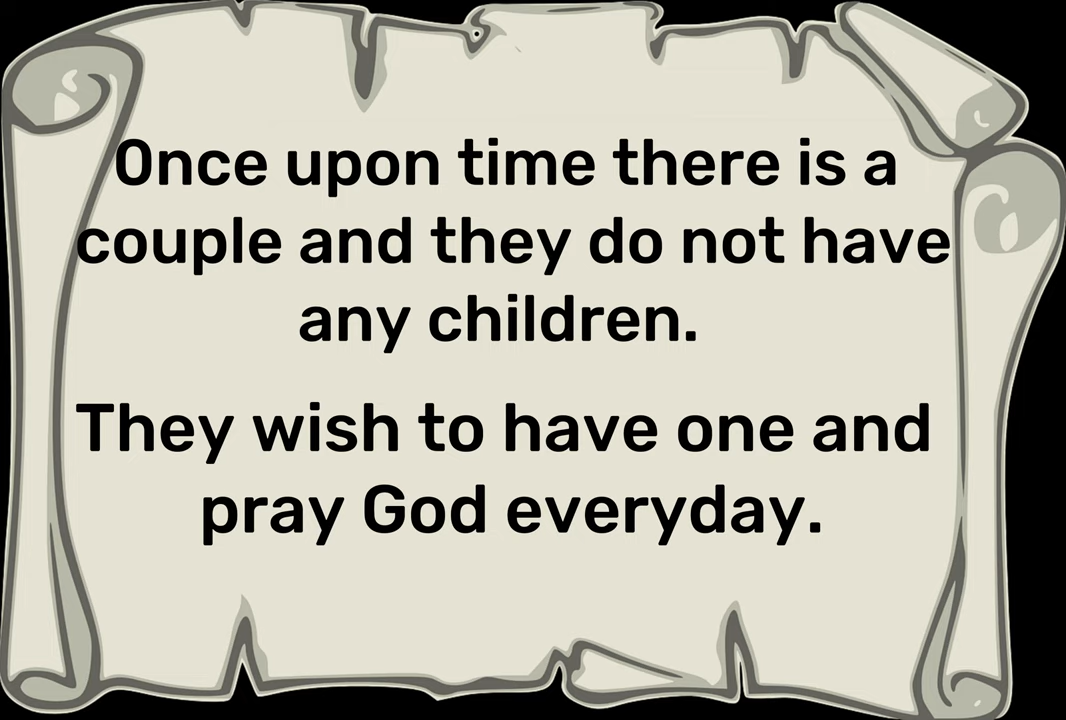 Once upon time there is a
couple and they do not have
any children.
They wish to have one and
pray God everyday.